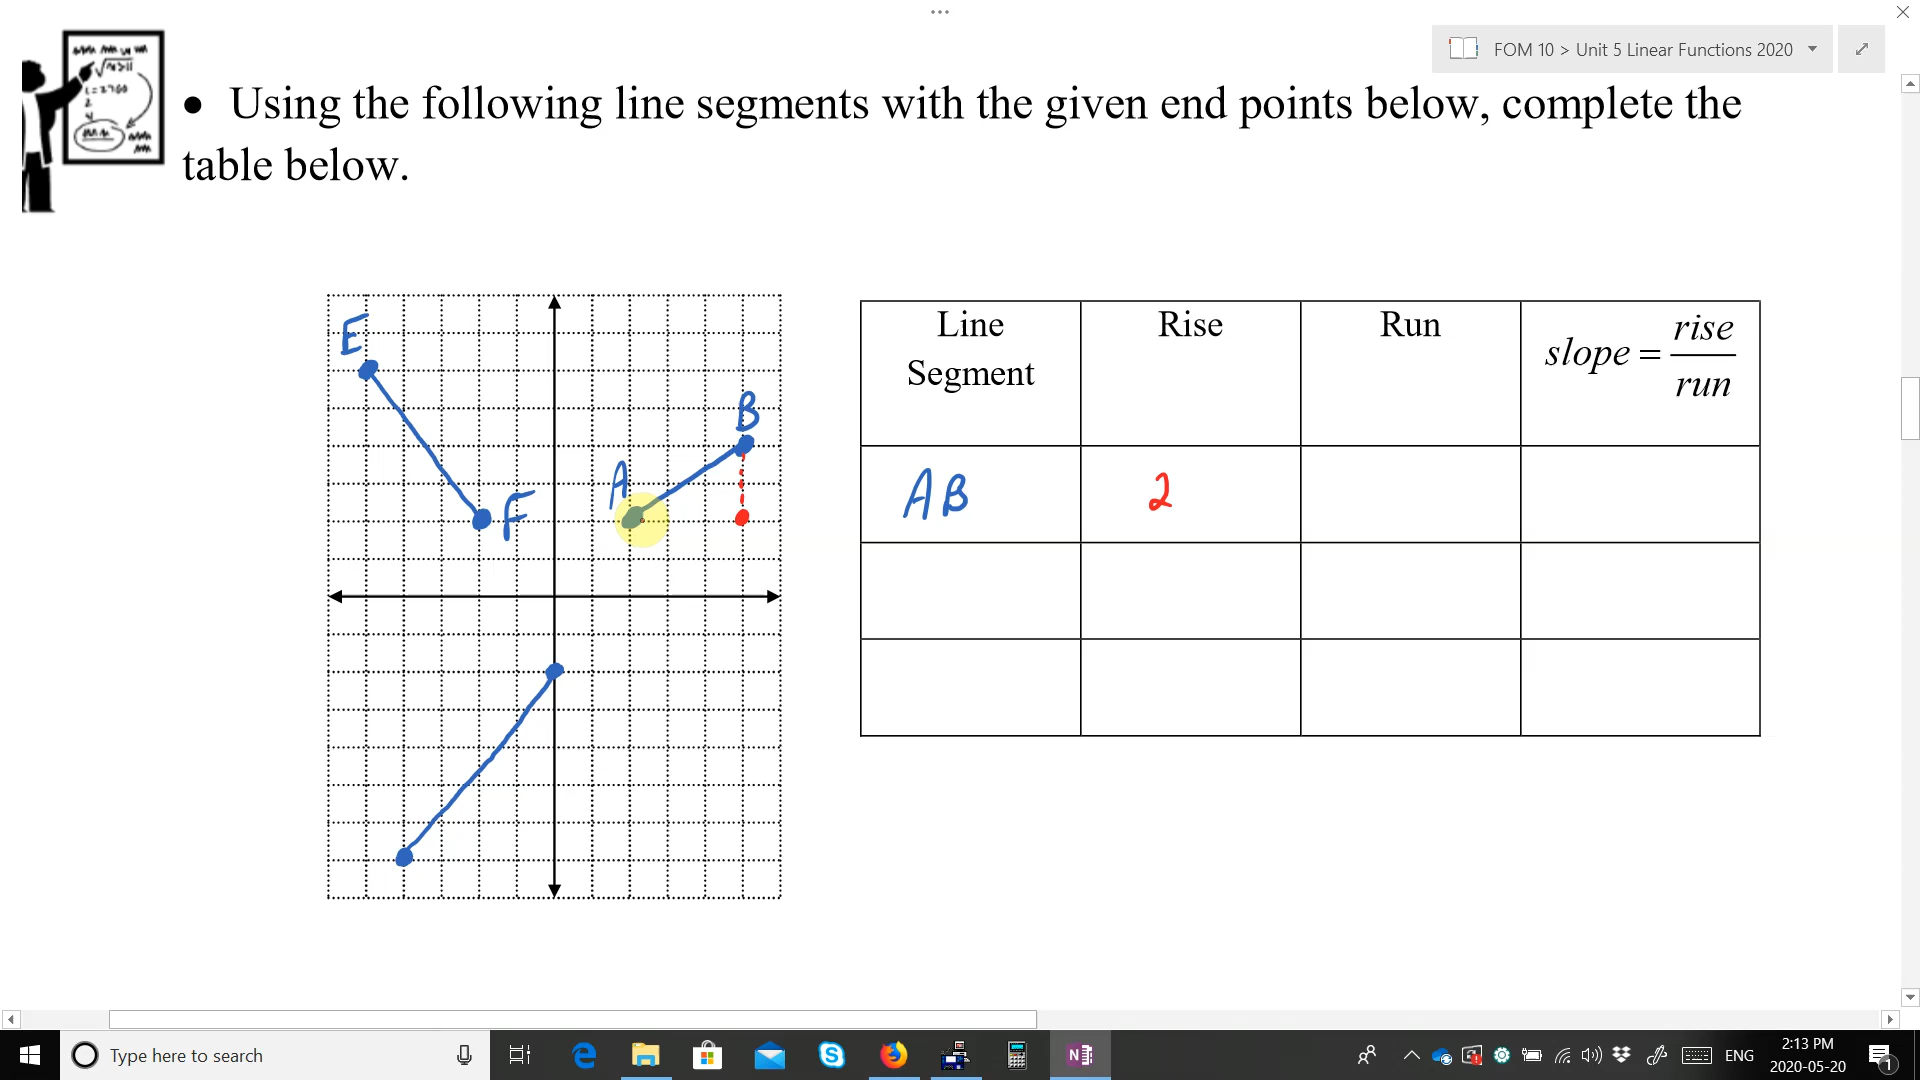 FOM 10 > Unit 5 Linear Functions 2020
• Using the following line segments with the given end points below, complete the
table below.
E
F
A
B
Line Segment
Rise
Run
slope = rise/run
AB
2
Type here to search
ENG
2:13 PM
2020-05-20
1